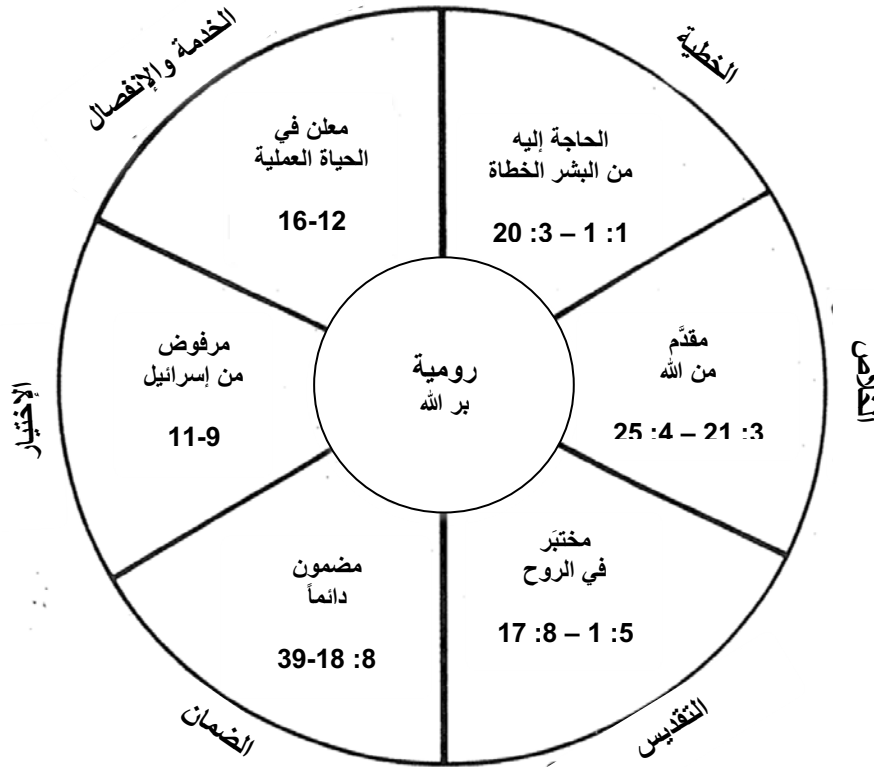 الخطية
الحاجة إليه
من البشر الخطاة
1: 1 – 3: 20
الخلاص
مقدَّم
من الله
3: 21 – 4: 25
التقديس
مختبَر
في الروح
5: 1 – 8: 17
الضمان
مضمون
دائماً
8: 18-39
الإختيار
مرفوض
من إسرائيل
9-11
الخدمة والإنفصال
معلن في
الحياة العملية
12-16
رومية
بر الله